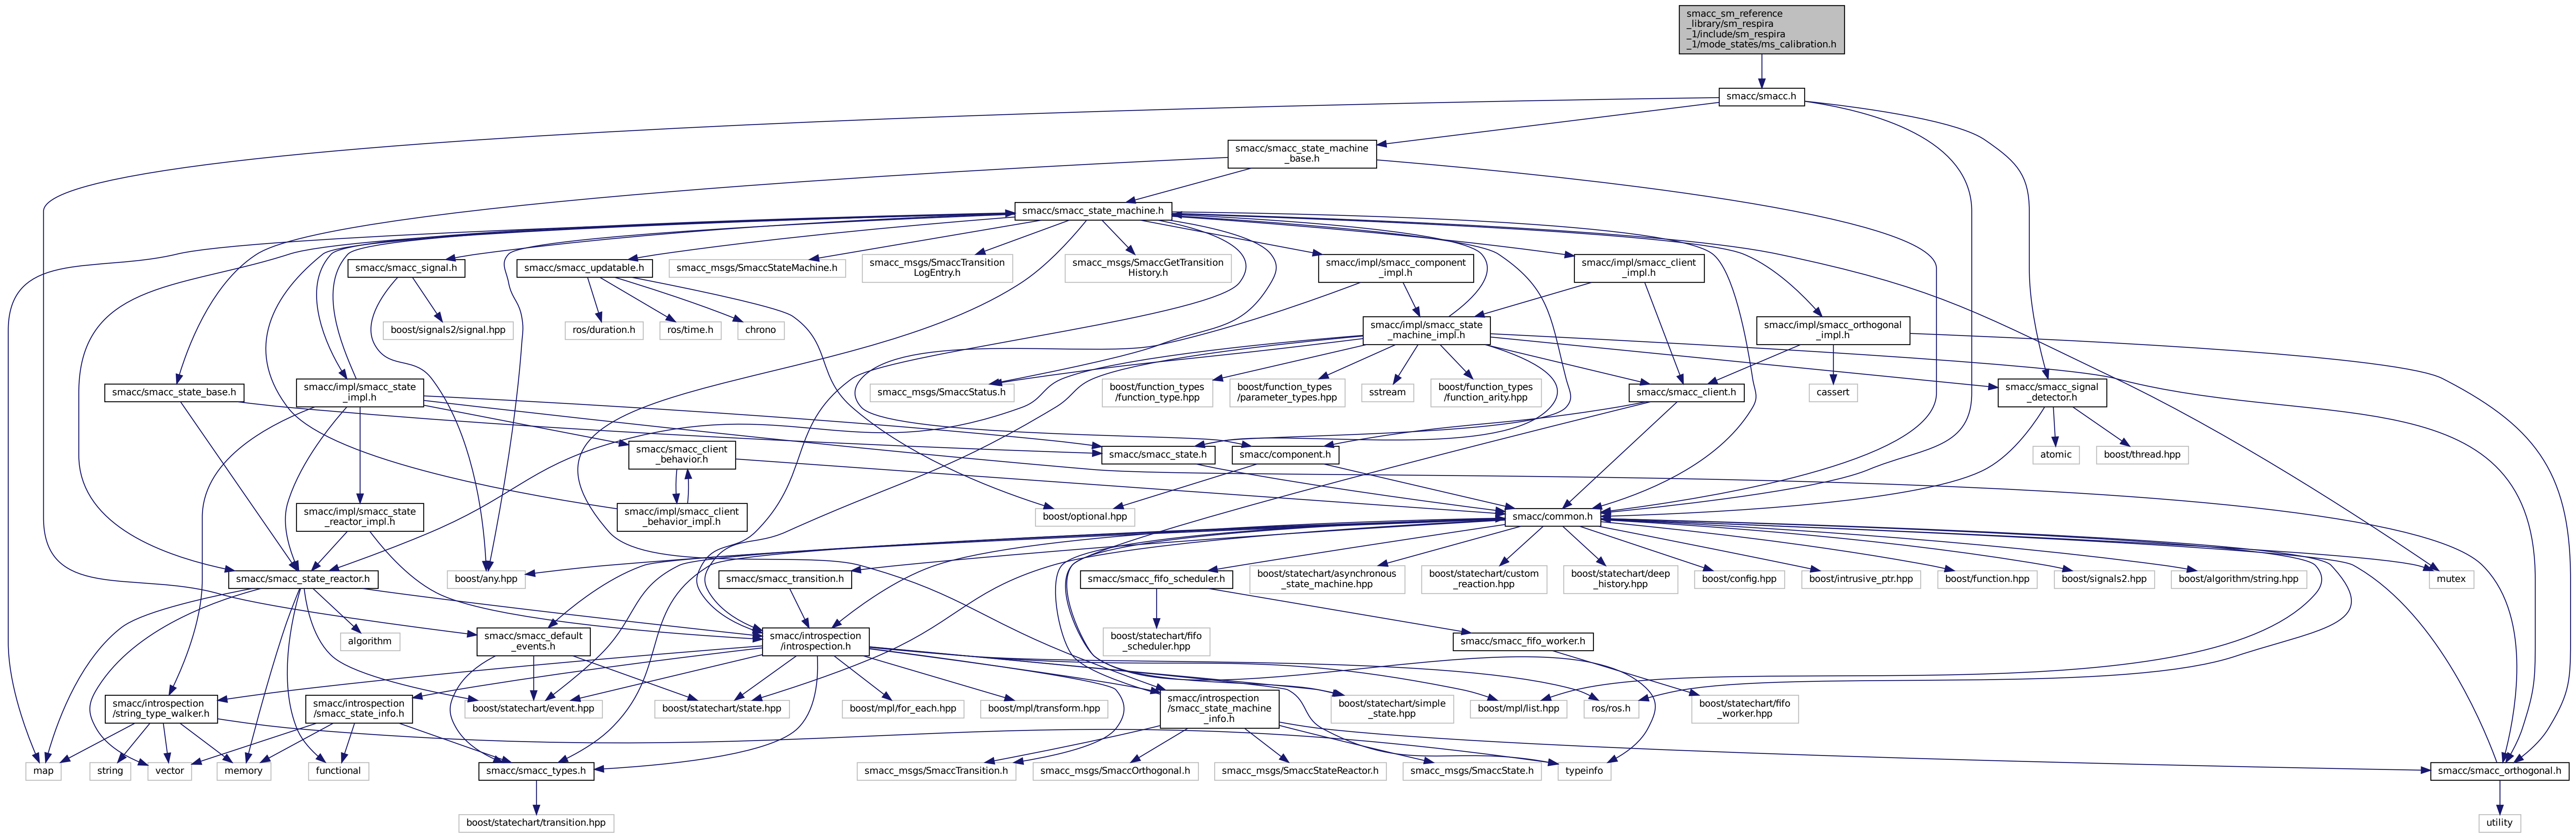 smacc_sm_reference
_library/sm_respira
_1/include/sm_respira
_1/mode_states/ms_calibration.h
smacc/smacc.h
smacc/smacc_state_machine
_base.h
smacc/smacc_state_machine.h
smacc/smacc_signal.h
smacc/smacc_updatable.h
smacc_msgs/SmaccStateMachine.h
smacc_msgs/SmaccTransition
LogEntry.h
smacc_msgs/SmaccGetTransition
History.h
smacc/impl/smacc_component
_impl.h
smacc/impl/smacc_client
_impl.h
boost/signals2/signal.hpp
ros/duration.h
ros/time.h
chrono
smacc/impl/smacc_state
_machine_impl.h
smacc/impl/smacc_orthogonal
_impl.h
smacc/smacc_state_base.h
smacc/impl/smacc_state
_impl.h
smacc_msgs/SmaccStatus.h
boost/function_types
/function_type.hpp
boost/function_types
/parameter_types.hpp
sstream
boost/function_types
/function_arity.hpp
smacc/smacc_client.h
cassert
smacc/smacc_signal
_detector.h
smacc/smacc_client
_behavior.h
smacc/smacc_state.h
smacc/component.h
atomic
boost/thread.hpp
smacc/impl/smacc_state
_reactor_impl.h
smacc/impl/smacc_client
_behavior_impl.h
boost/optional.hpp
smacc/common.h
smacc/smacc_state_reactor.h
boost/any.hpp
smacc/smacc_transition.h
smacc/smacc_fifo_scheduler.h
boost/statechart/asynchronous
_state_machine.hpp
boost/statechart/custom
_reaction.hpp
boost/statechart/deep
_history.hpp
boost/config.hpp
boost/intrusive_ptr.hpp
boost/function.hpp
boost/signals2.hpp
boost/algorithm/string.hpp
mutex
algorithm
smacc/smacc_default
_events.h
smacc/introspection
/introspection.h
boost/statechart/fifo
_scheduler.hpp
smacc/smacc_fifo_worker.h
smacc/introspection
/string_type_walker.h
smacc/introspection
/smacc_state_info.h
boost/statechart/event.hpp
boost/statechart/state.hpp
boost/mpl/for_each.hpp
boost/mpl/transform.hpp
smacc/introspection
/smacc_state_machine
_info.h
boost/statechart/simple
_state.hpp
boost/mpl/list.hpp
ros/ros.h
boost/statechart/fifo
_worker.hpp
map
string
vector
memory
functional
smacc/smacc_types.h
smacc_msgs/SmaccTransition.h
smacc_msgs/SmaccOrthogonal.h
smacc_msgs/SmaccStateReactor.h
smacc_msgs/SmaccState.h
typeinfo
smacc/smacc_orthogonal.h
boost/statechart/transition.hpp
utility